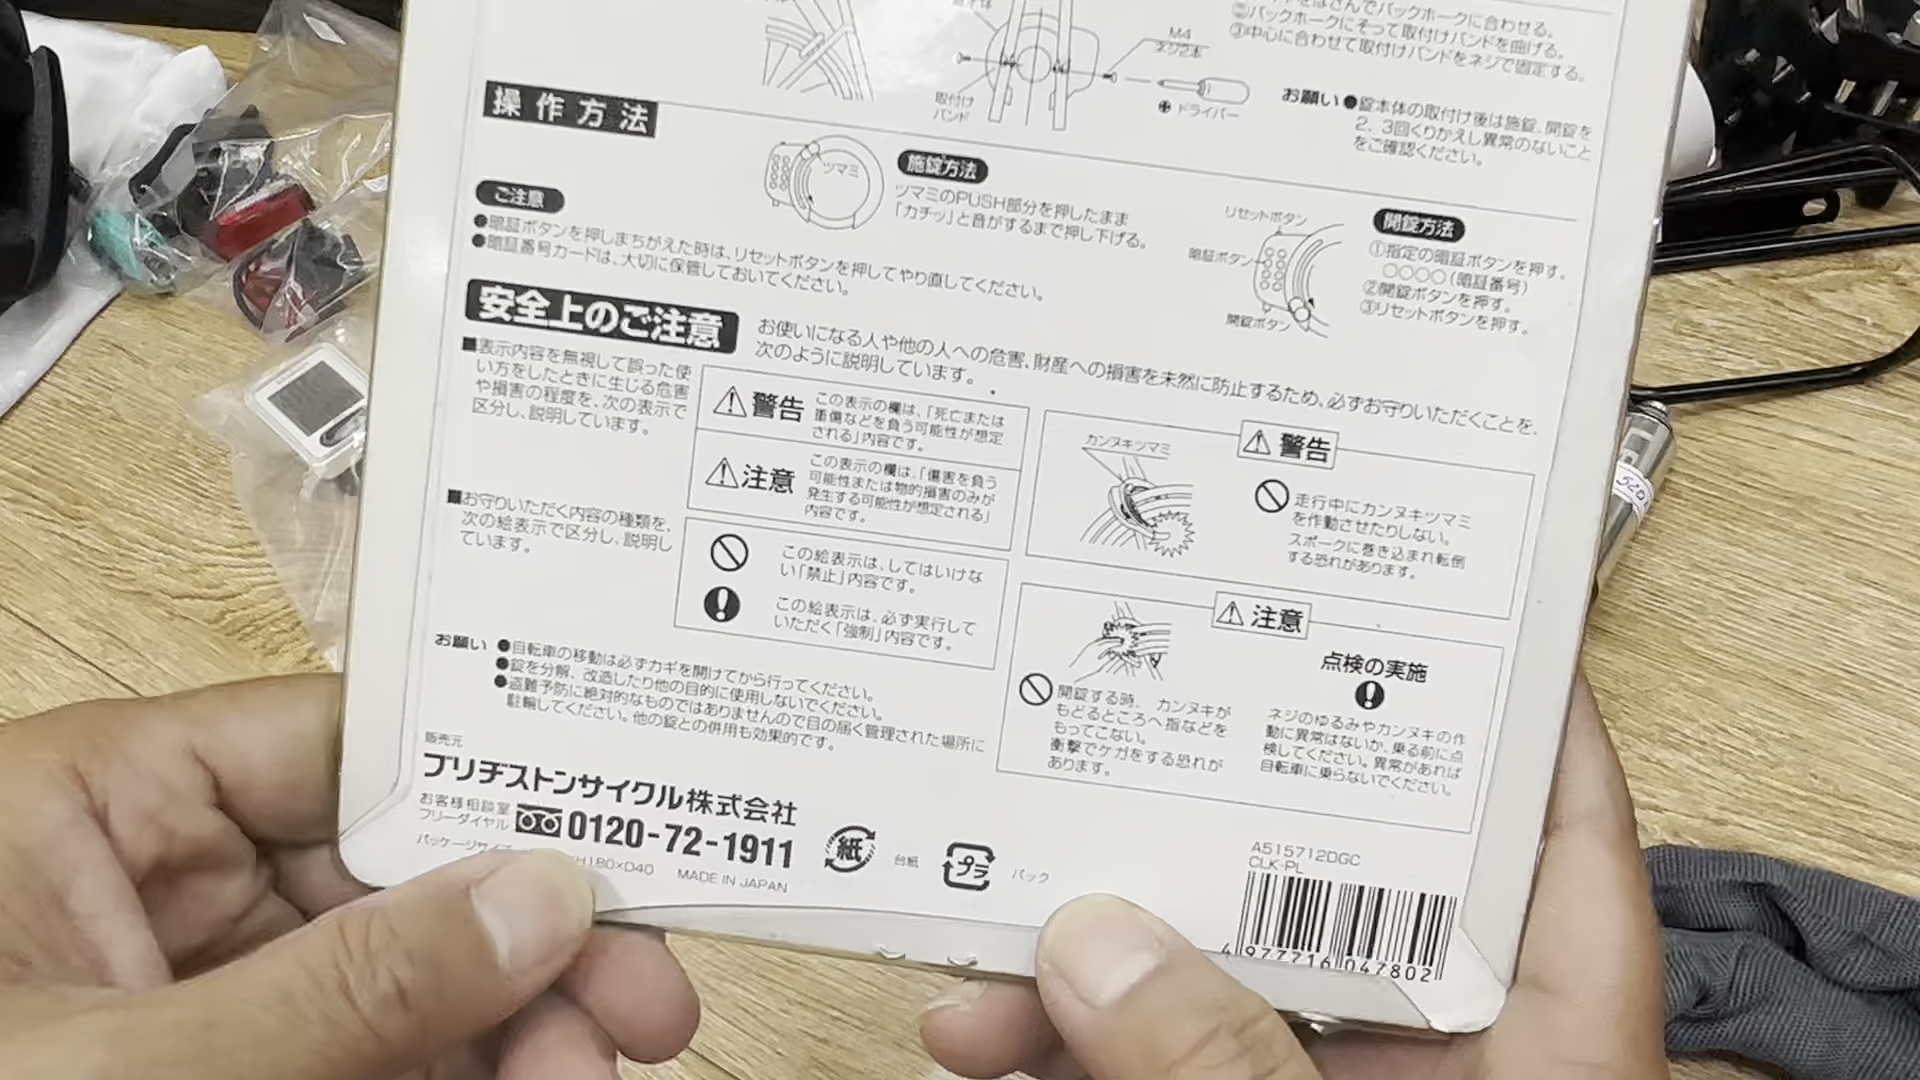 をはさんでバックホークに合わせる。
②バックホークにそって取付けバンドを曲げる。
③中心に合わせて取付けバンドをネジで固定する。
M4
ネジ2本
取付け
バンド
ドライバー
お願い ●錠本体の取付け後は施錠、開錠を
2、3回くりかえし異常のないこと
をご確認ください。
操作方法
ツマミ
施錠方法
ツマミのPUSH部分を押したまま
「カチッ」と音がするまで押し下げる。
リセットボタン
暗証ボタン
開錠ボタン
開錠方法
①指定の暗証ボタンを押す。
○○○○(暗証番号)
②開錠ボタンを押す。
③リセットボタンを押す。
ご注意
●暗証ボタンを押しまちがえた時は、リセットボタンを押してやり直してください。
●暗証番号カードは、大切に保管しておいてください。
安全上のご注意
お使いになる人や他の人への危害、財産への損害を未然に防止するため、必ずお守りいただくことを、
次のように説明しています。
■表示内容を無視して誤った使
い方をしたときに生じる危害
や損害の程度を、次の表示で
区分し、説明しています。
⚠警告
この表示の欄は、「死亡または
重傷などを負う可能性が想定
される」内容です。
⚠注意
この表示の欄は、「傷害を負う
可能性または物的損害のみが
発生する可能性が想定される」
内容です。
■お守りいただく内容の種類を、
次の絵表示で区分し、説明し
ています。
この絵表示は、してはいけな
い「禁止」内容です。
この絵表示は、必ず実行して
いただく「強制」内容です。
⚠警告
カンヌキツマミ
走行中にカンヌキツマミ
を作動させたりしない。
スポークに巻き込まれ転倒
する恐れがあります。
⚠注意
開錠する時、カンヌキが
もどるところへ指などを
もってこない。
衝撃でケガをする恐れが
あります。
点検の実施
ネジのゆるみやカンヌキの作
動に異常はないか、乗る前に点
検してください。異常があれば
自転車に乗らないでください。
お願い ●自転車の移動は必ずカギを開けてから行ってください。
●錠を分解、改造したり他の目的に使用しないでください。
●盗難予防に絶対的なものではありませんので目の届く管理された場所に
駐輪してください。他の錠との併用も効果的です。
販売元
ブリヂストンサイクル株式会社
お客様相談室
フリーダイヤル 0120-72-1911
パッケージサイズ
H180×D40 MADE IN JAPAN
紙 台紙
プラ パック
A515712DGC
CLK-PL
4 977716 047802